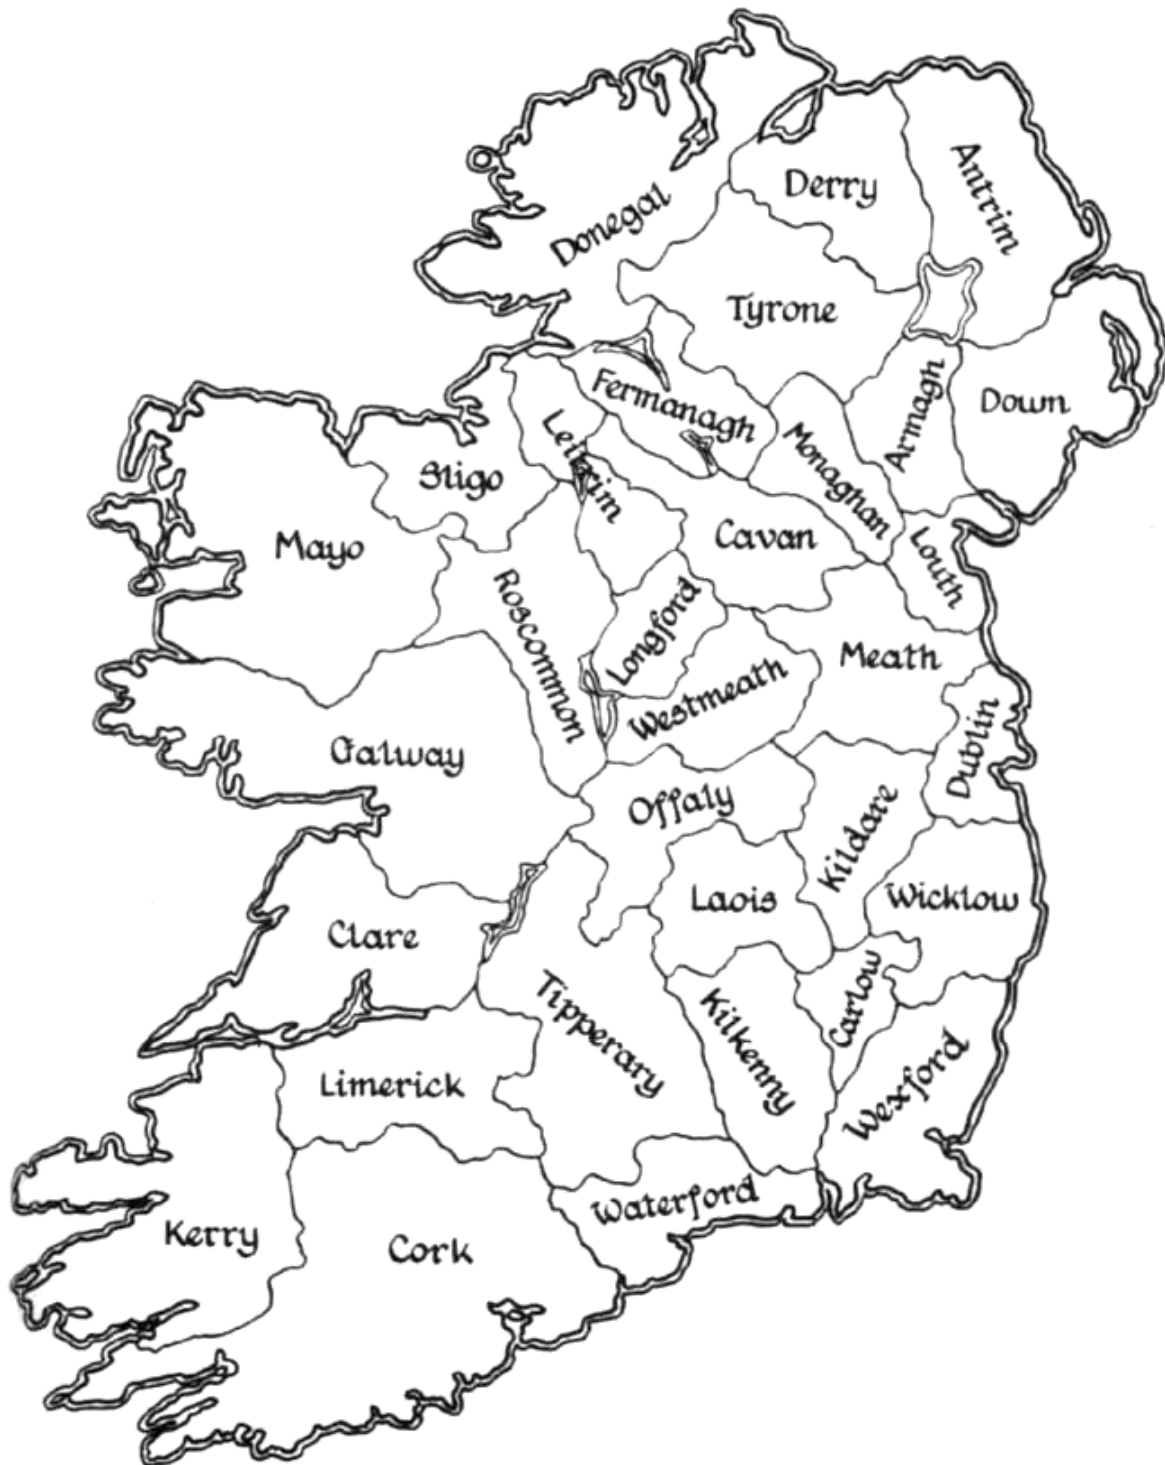 Antrim
Derry
Donegal
Tyrone
Fermanagh
Armagh
Down
Monaghan
Leitrim
Sligo
Mayo
Cavan
Louth
Roscommon
Longford
Meath
Westmeath
Galway
Dublin
Offaly
Kildare
Laois
Wicklow
Clare
Tipperary
Carlow
Kilkenny
Limerick
Wexford
Waterford
Kerry
Cork